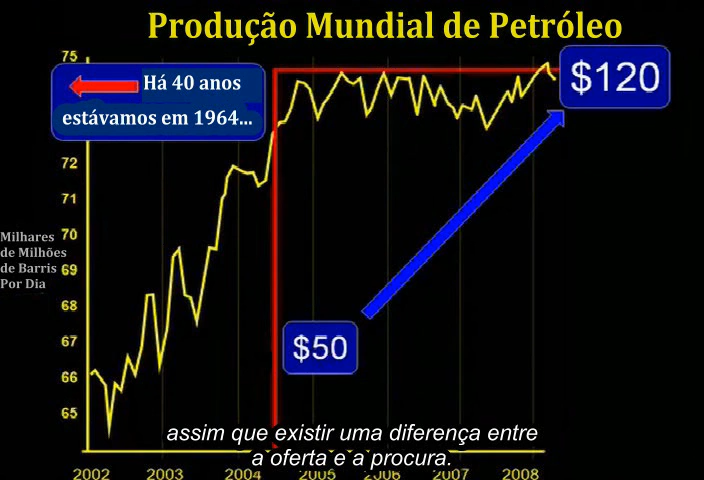 Produção Mundial de Petróleo
75
Há 40 anos
estávamos em 1964...
$120
72
71
70
Milhares
de Milhões
de Barris
Por Dia
69
68
67
66
65
$50
assim que existir uma diferença entre
a oferta e a procura.
2002 2003 2004 2005 2006 2007 2008